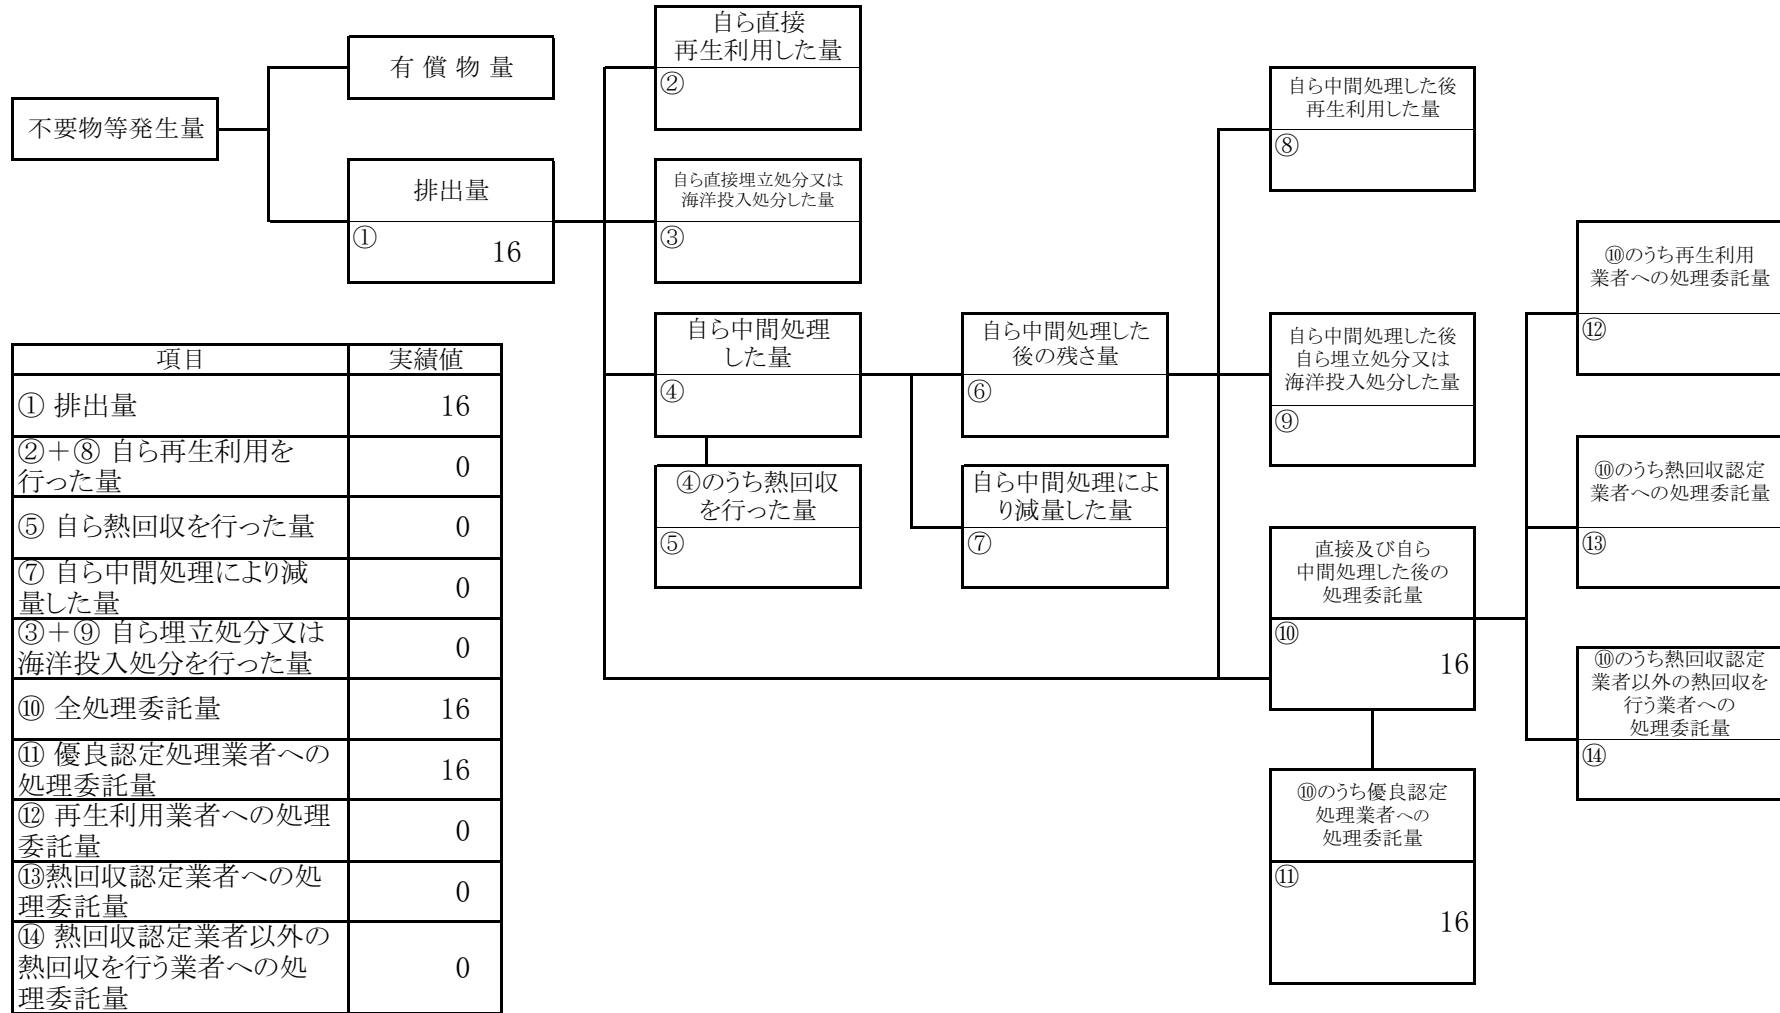 不要物等発生量
有 償 物 量
排出量
①
16
自ら直接
再生利用した量
②
自ら直接埋立処分又は
海洋投入処分した量
③
自ら中間処理
した量
④
④のうち熱回収
を行った量
⑤
自ら中間処理した
後の残さ量
⑥
自ら中間処理によ
り減量した量
⑦
自ら中間処理した後
再生利用した量
⑧
自ら中間処理した後
自ら埋立処分又は
海洋投入処分した量
⑨
直接及び自ら
中間処理した後の
処理委託量
⑩
16
⑩のうち優良認定
処理業者への
処理委託量
⑪
16
⑩のうち再生利用
業者への処理委託量
⑫
⑩のうち熱回収認定
業者への処理委託量
⑬
⑩のうち熱回収認定
業者以外の熱回収を
行う業者への
処理委託量
⑭
項目 実績値
① 排出量 16
②＋⑧ 自ら再生利用を
行った量 0
⑤ 自ら熱回収を行った量 0
⑦ 自ら中間処理により減
量した量 0
③＋⑨ 自ら埋立処分又は
海洋投入処分を行った量 0
⑩ 全処理委託量 16
⑪ 優良認定処理業者への
処理委託量 16
⑫ 再生利用業者への処理
委託量 0
⑬熱回収認定業者への処
理委託量 0
⑭ 熱回収認定業者以外の
熱回収を行う業者への処
理委託量 0